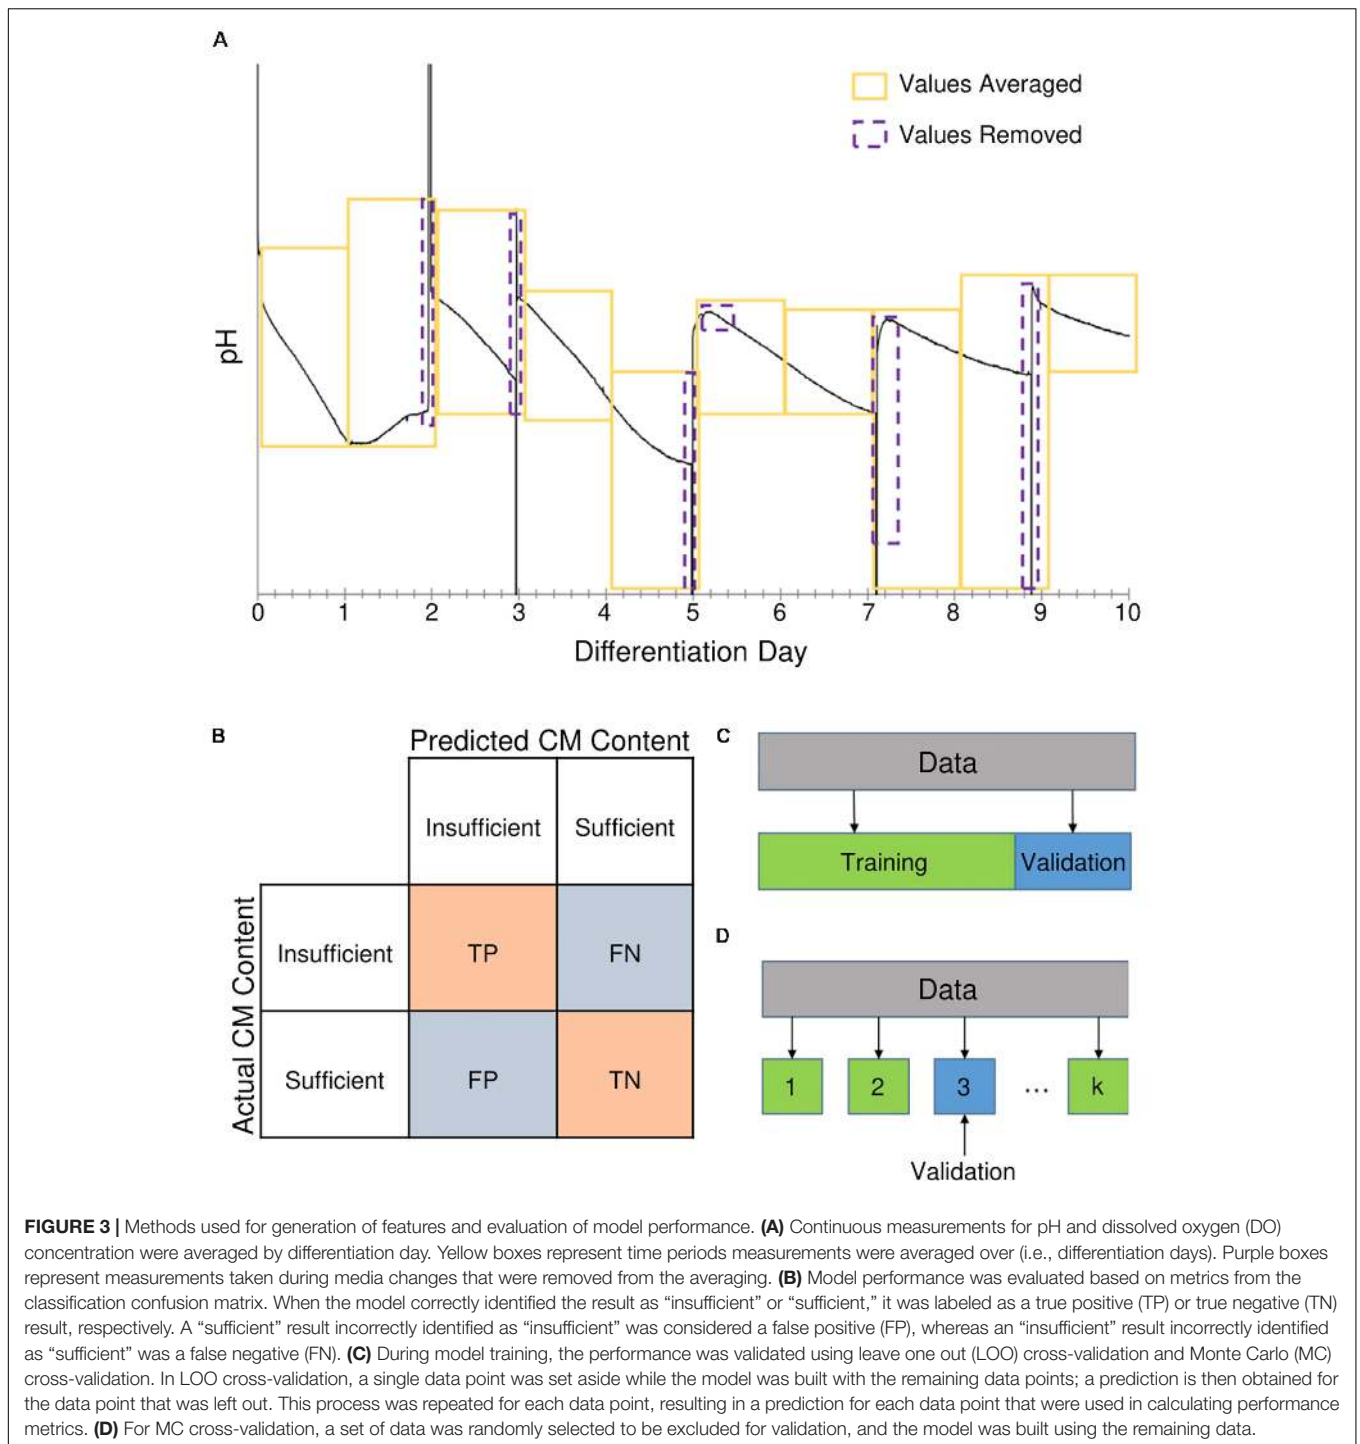 A
Values Averaged
Values Removed
pH
0 1 2 3 4 5 6 7 8 9 10
Differentiation Day
B
Predicted CM Content
Insufficient Sufficient
Actual CM Content
Insufficient TP FN
Sufficient FP TN
C
Data
Training Validation
D
Data
1 2 3 ... k
Validation
FIGURE 3 | Methods used for generation of features and evaluation of model performance. (A) Continuous measurements for pH and dissolved oxygen (DO)
concentration were averaged by differentiation day. Yellow boxes represent time periods measurements were averaged over (i.e., differentiation days). Purple boxes
represent measurements taken during media changes that were removed from the averaging. (B) Model performance was evaluated based on metrics from the
classification confusion matrix. When the model correctly identified the result as “insufficient” or “sufficient,” it was labeled as a true positive (TP) or true negative (TN)
result, respectively. A “sufficient” result incorrectly identified as “insufficient” was considered a false positive (FP), whereas an “insufficient” result incorrectly identified
as “sufficient” was a false negative (FN). (C) During model training, the performance was validated using leave one out (LOO) cross-validation and Monte Carlo (MC)
cross-validation. In LOO cross-validation, a single data point was set aside while the model was built with the remaining data points; a prediction is then obtained for
the data point that was left out. This process was repeated for each data point, resulting in a prediction for each data point that were used in calculating performance
metrics. (D) For MC cross-validation, a set of data was randomly selected to be excluded for validation, and the model was built using the remaining data.